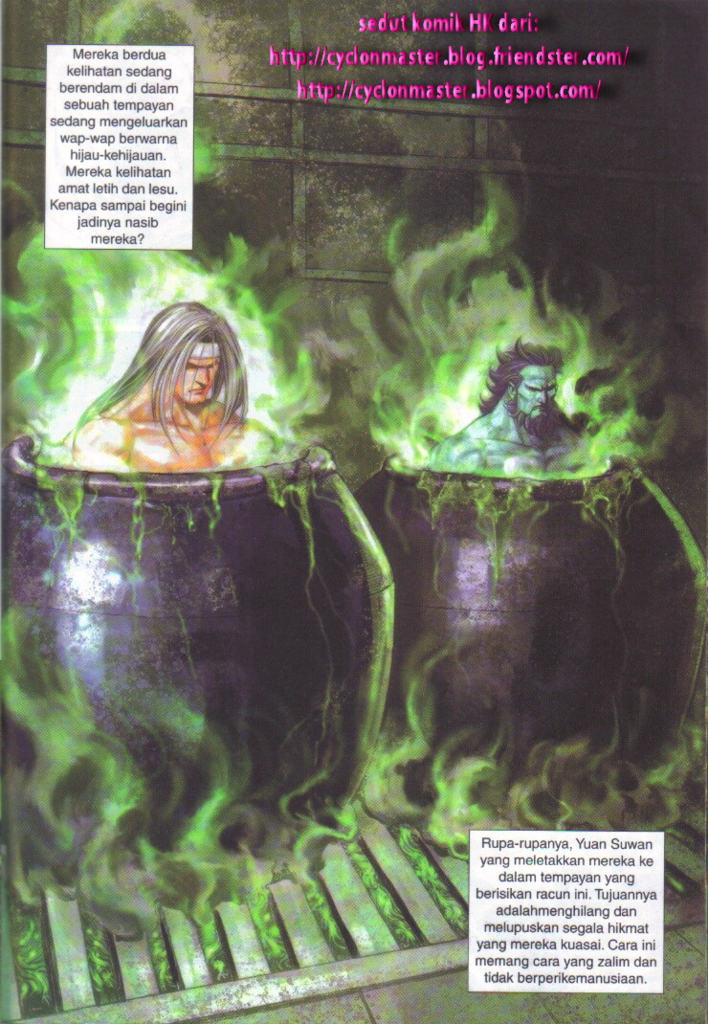 sedut komik HK dari:
http://cyclonmaster.blog.friendster.com/
http://cyclonmaster.blogspot.com/
Mereka berdua
kelihatan sedang
berendam di dalam
sebuah tempayan
sedang mengeluarkan
wap-wap berwarna
hijau-kehijauan.
Mereka kelihatan
amat letih dan lesu.
Kenapa sampai begini
jadinya nasib
mereka?
Rupa-rupanya, Yuan Suwan
yang meletakkan mereka ke
dalam tempayan yang
berisikan racun ini. Tujuannya
adalahmenghilang dan
melupuskan segala hikmat
yang mereka kuasai. Cara ini
memang cara yang zalim dan
tidak berperikemanusiaan.